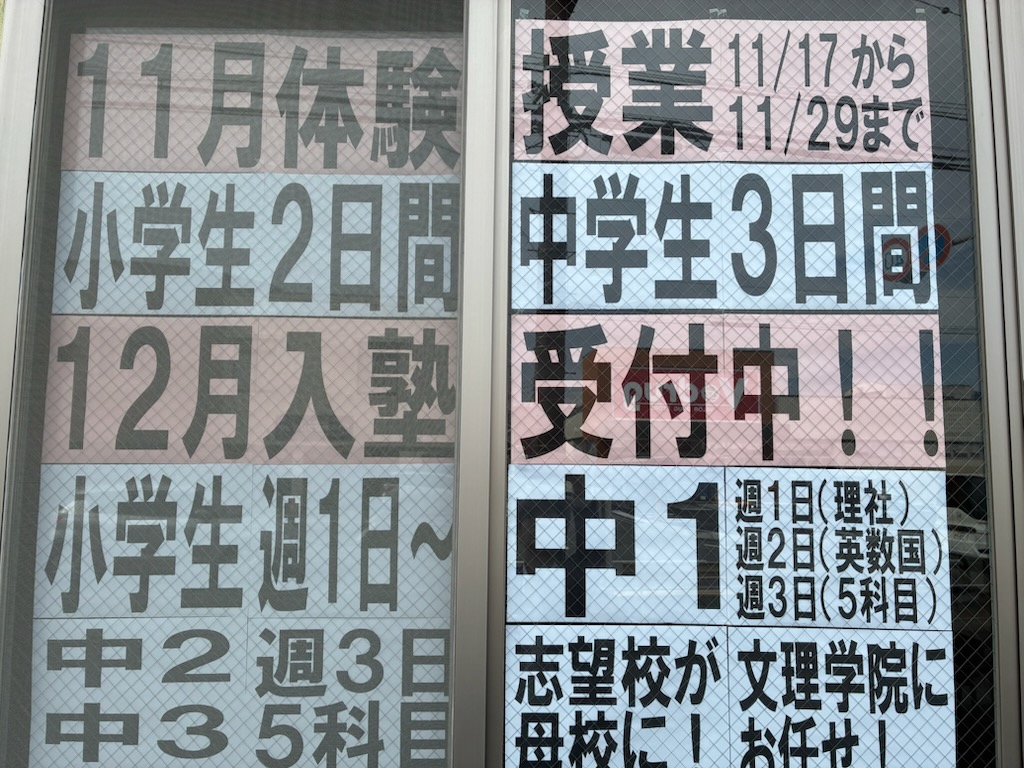 11月体験授業 11/17から
11/29まで
小学生2日間 中学生3日間
12月入塾受付中！！
小学生週1日～ 中1 週1日(理社)
週2日(英数国)
週3日(5科目)
中2 週3日
中3 5科目
志望校が 文理学院に
母校に！ お任せ！